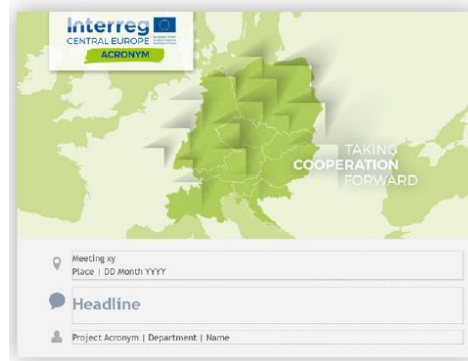 Interreg
CENTRAL EUROPE
ACRONYM
TAKING
COOPERATION
FORWARD
Meeting xy
Place | DD Month YYYY
Headline
Project Acronym | Department | Name